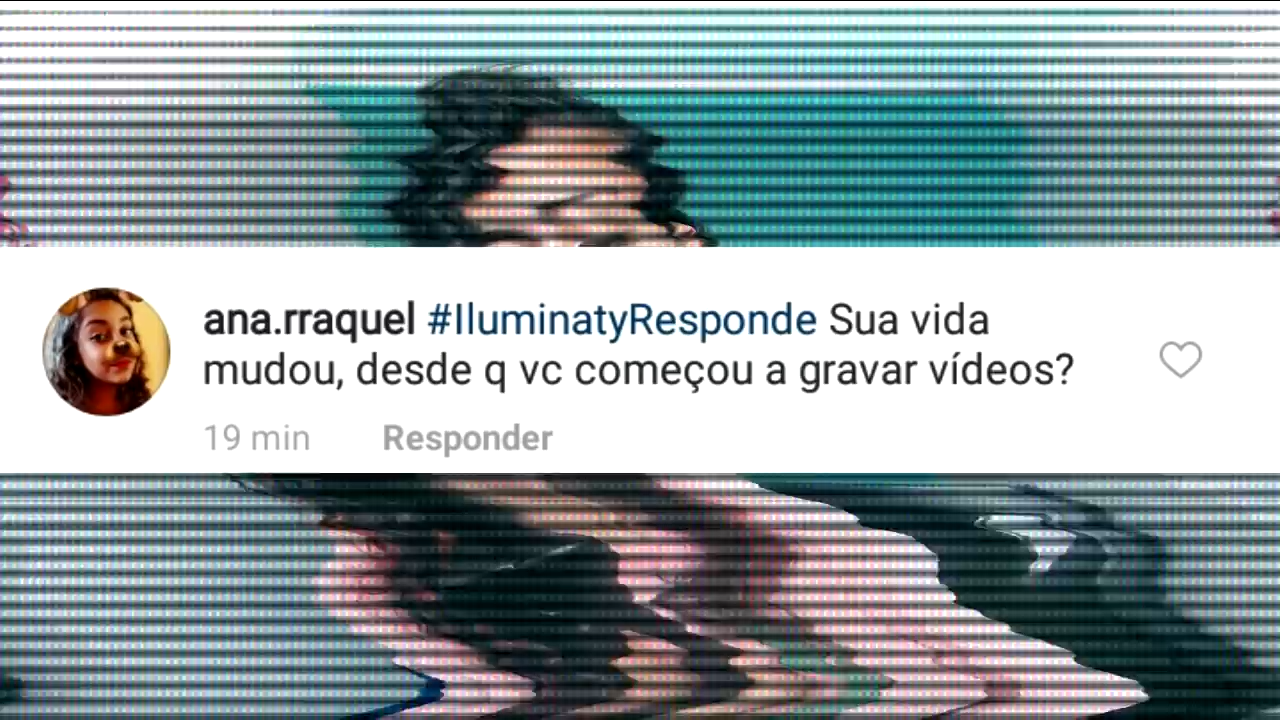 ana.rraquel #IluminatyResponde Sua vida
mudou, desde q vc começou a gravar vídeos?
19 min Responder